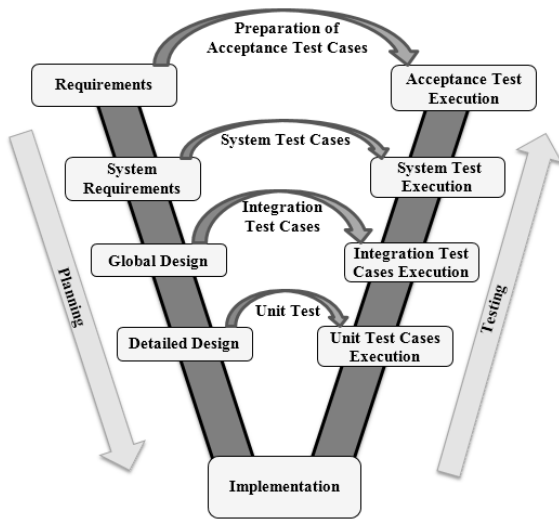 Preparation of
Acceptance Test Cases
Requirements
Acceptance Test
Execution
System Test Cases
System
Requirements
System Test
Execution
Integration
Test Cases
Global Design
Integration Test
Cases Execution
Planning
Testing
Unit Test
Detailed Design
Unit Test Cases
Execution
Implementation